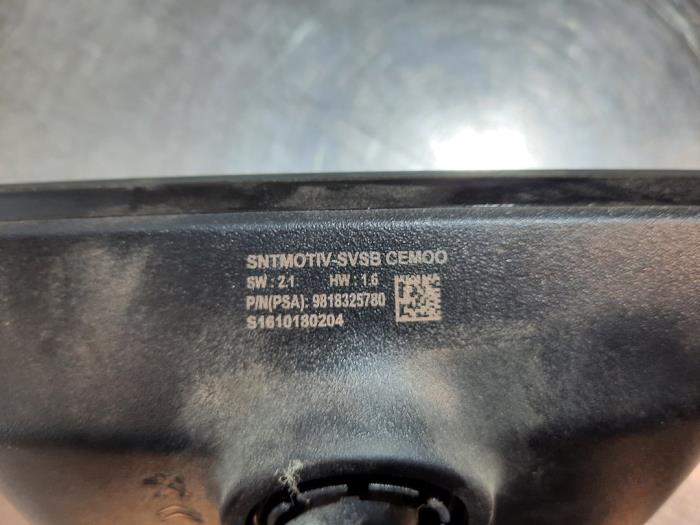 SNTMOTIV-SVSB CEMOO
SW : 2.1 HW : 1.6
P/N(PSA): 9818325780
S1610180204